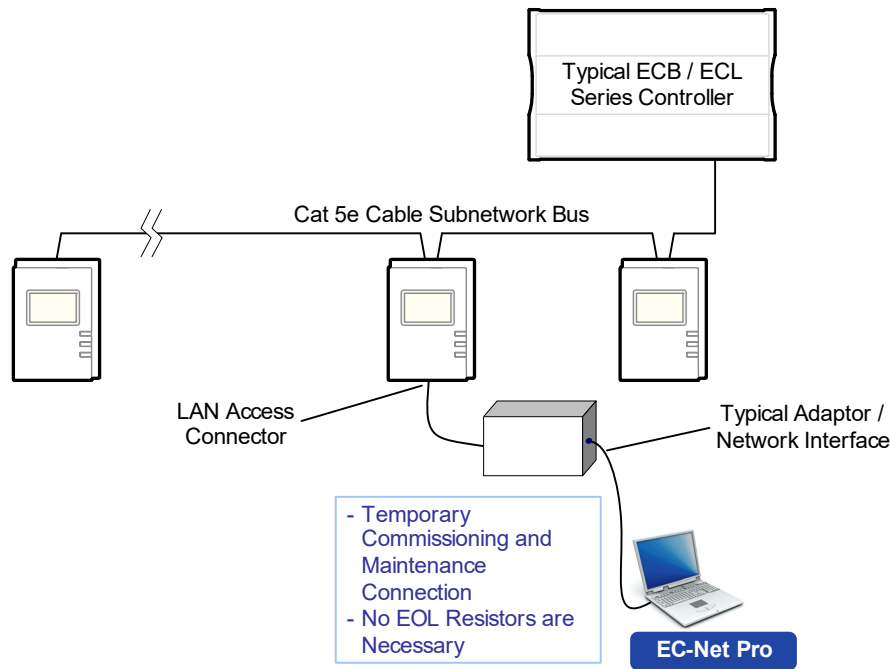 Typical ECB / ECL
Series Controller
Cat 5e Cable Subnetwork Bus
LAN Access
Connector
Typical Adaptor /
Network Interface
- Temporary
Commissioning and
Maintenance
Connection
- No EOL Resistors are
Necessary
EC-Net Pro